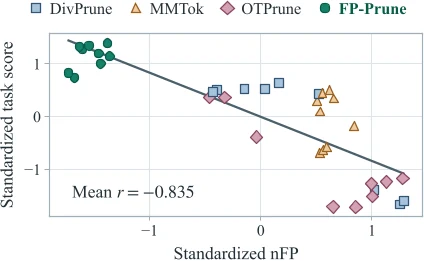 DivPrune MMTok OTPrune FP-Prune
Standardized task score
1
0
−1
Mean r = −0.835
−1 0 1
Standardized nFP